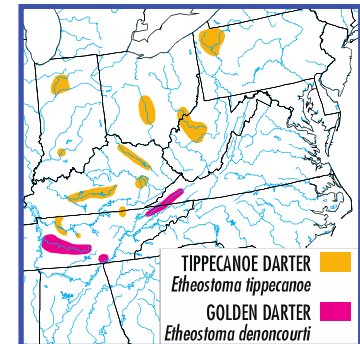 TIPPECANOE DARTER
Etheostoma tippecanoe
GOLDEN DARTER
Etheostoma denoncourti